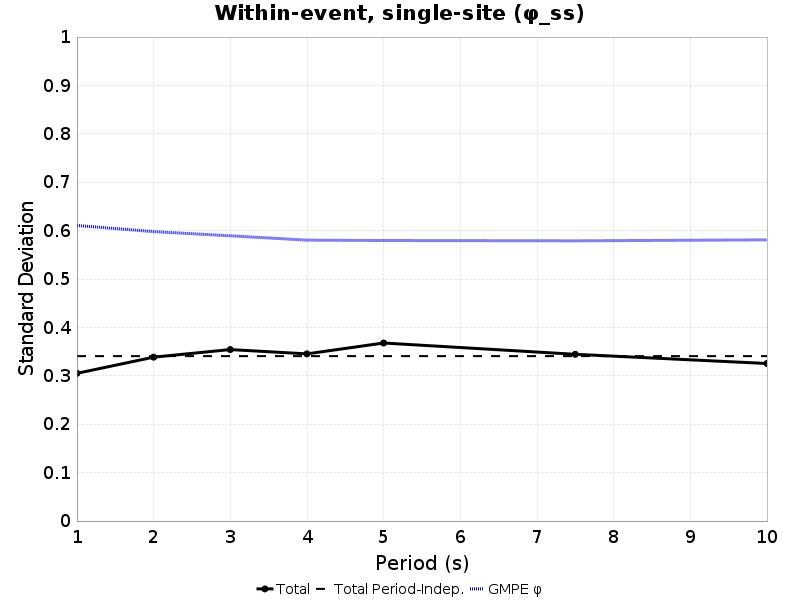 Within-event, single-site (φ_ss)
Standard Deviation
1
0.9
0.8
0.7
0.6
0.5
0.4
0.3
0.2
0.1
0
1 2 3 4 5 6 7 8 9 10
Period (s)
Total Total Period-Indep. GMPE φ